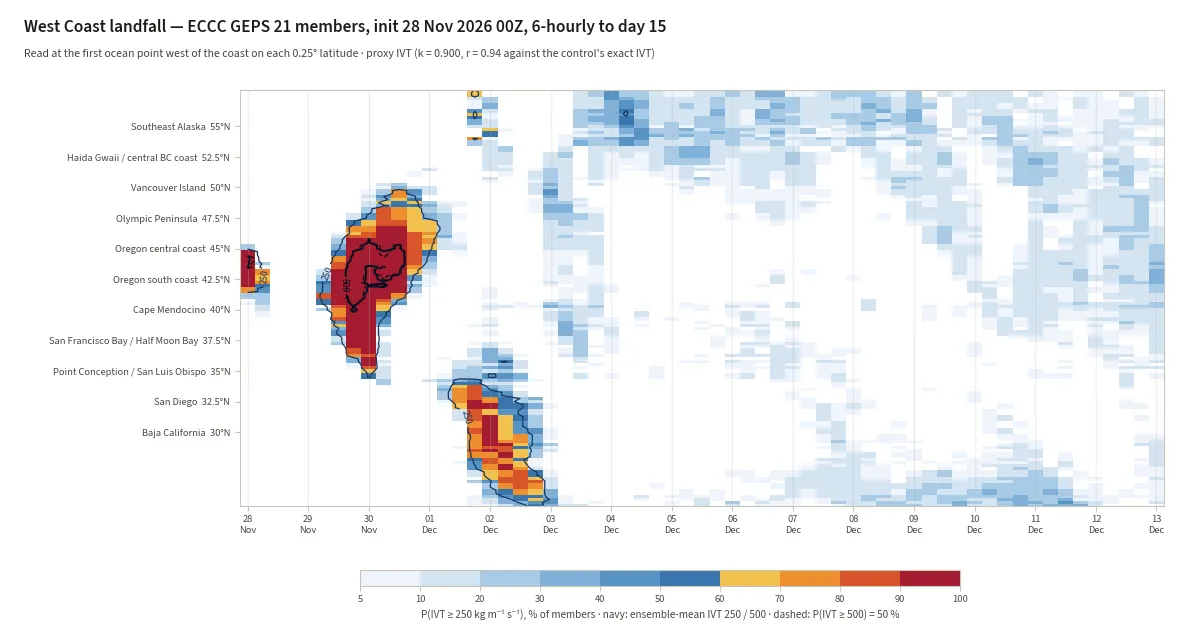 West Coast landfall — ECCC GEPS 21 members, init 28 Nov 2026 00Z, 6-hourly to day 15
Read at the first ocean point west of the coast on each 0.25° latitude · proxy IVT (k = 0.900, r = 0.94 against the control's exact IVT)
Southeast Alaska 55°N
Haida Gwaii / central BC coast 52.5°N
Vancouver Island 50°N
Olympic Peninsula 47.5°N
Oregon central coast 45°N
Oregon south coast 42.5°N
Cape Mendocino 40°N
San Francisco Bay / Half Moon Bay 37.5°N
Point Conception / San Luis Obispo 35°N
San Diego 32.5°N
Baja California 30°N
250
250
250
28 29 30 01 02 03 04 05 06 07 08 09 10 11 12 13
Nov Nov Nov Dec Dec Dec Dec Dec Dec Dec Dec Dec Dec Dec Dec Dec
5 10 20 30 40 50 60 70 80 90 100
P(IVT ≥ 250 kg m⁻¹ s⁻¹), % of members · navy: ensemble-mean IVT 250 / 500 · dashed: P(IVT ≥ 500) = 50 %